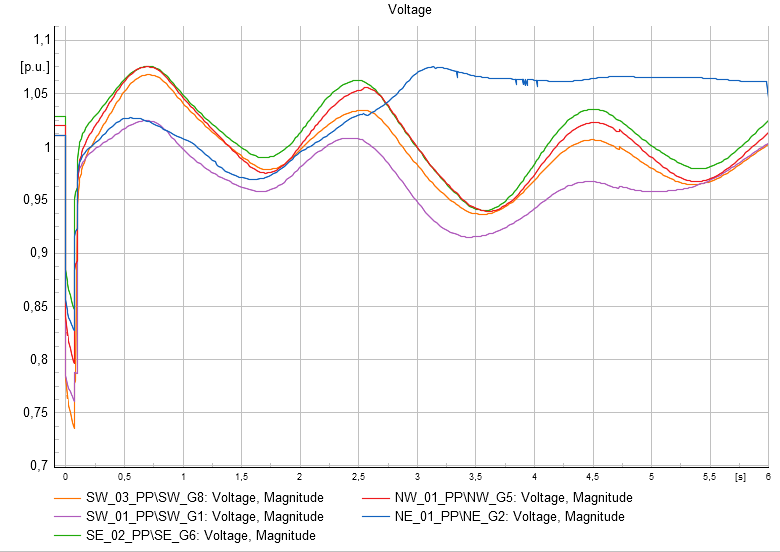 Voltage
1,1
[p.u.]
1,05
1
0,95
0,9
0,85
0,8
0,75
0,7
0 0,5 1,5 2 2,5 3 3,5 4 4,5 5 5,5 [s] 6
SW_03_PP\SW_G8: Voltage, Magnitude NW_01_PP\NW_G5: Voltage, Magnitude
SW_01_PP\SW_G1: Voltage, Magnitude NE_01_PP\NE_G2: Voltage, Magnitude
SE_02_PP\SE_G6: Voltage, Magnitude